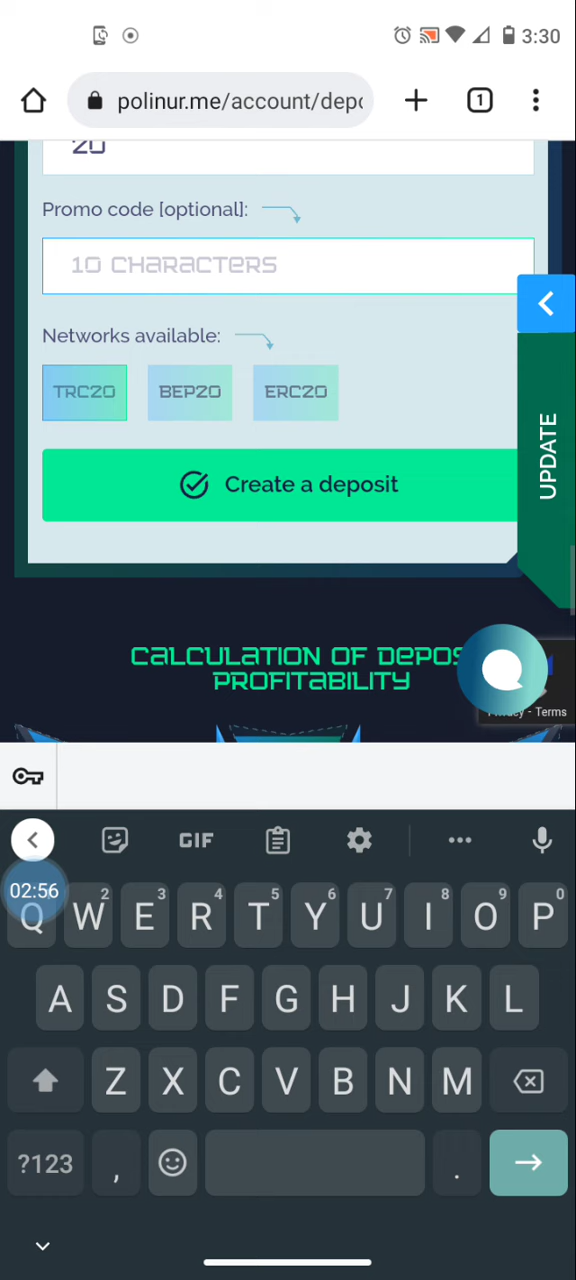 3:30
polinur.me/account/depo
1
20
Promo code [optional]:
10 CHARACTERS
Networks available:
TRC20
BEP20
ERC20
Create a deposit
UPDATE
CALCULATION OF DEPOS
PROFITABILITY
Privacy - Terms
GIF
02:56
Q W 2 E 3 R 4 T 5 Y 6 U 7 I 8 O 9 P 0
A S D F G H J K L
Z X C V B N M
?123 , .